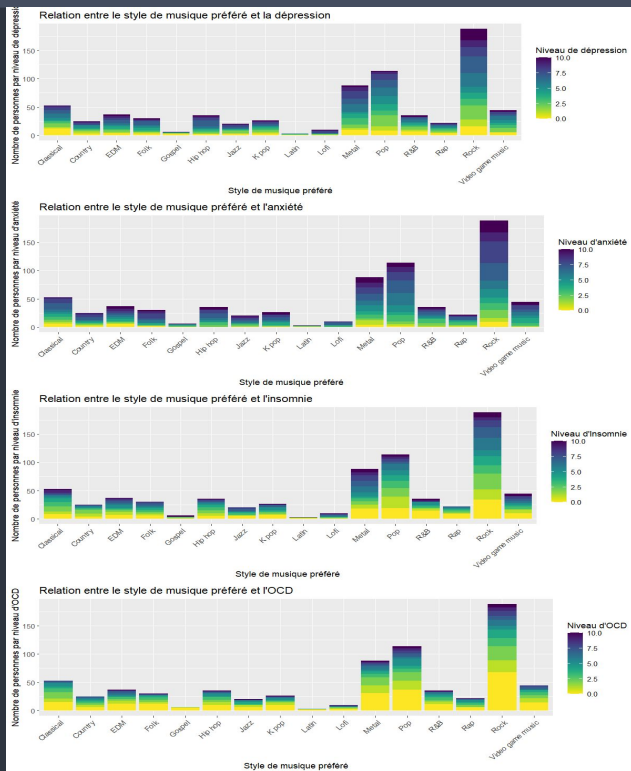 Relation entre le style de musique préféré et la dépression
Nombre de personnes par niveau de dépression
150
100
50
0
Classical
Country
EDM
Folk
Gospel
Hip hop
Jazz
K pop
Latin
Lofi
Metal
Pop
R&B
Rap
Rock
Video game music
Style de musique préféré
Niveau de dépression
10.0
7.5
5.0
2.5
0.0
Relation entre le style de musique préféré et l'anxiété
Nombre de personnes par niveau d'anxiété
150
100
50
0
Classical
Country
EDM
Folk
Gospel
Hip hop
Jazz
K pop
Latin
Lofi
Metal
Pop
R&B
Rap
Rock
Video game music
Style de musique préféré
Niveau d'anxiété
10.0
7.5
5.0
2.5
0.0
Relation entre le style de musique préféré et l'insomnie
Nombre de personnes par niveau d'insomnie
150
100
50
0
Classical
Country
EDM
Folk
Gospel
Hip hop
Jazz
K pop
Latin
Lofi
Metal
Pop
R&B
Rap
Rock
Video game music
Style de musique préféré
Niveau d'Insomnie
10.0
7.5
5.0
2.5
0.0
Relation entre le style de musique préféré et l'OCD
Nombre de personnes par niveau d'OCD
150
100
50
0
Classical
Country
EDM
Folk
Gospel
Hip hop
Jazz
K pop
Latin
Lofi
Metal
Pop
R&B
Rap
Rock
Video game music
Style de musique préféré
Niveau d'OCD
10.0
7.5
5.0
2.5
0.0